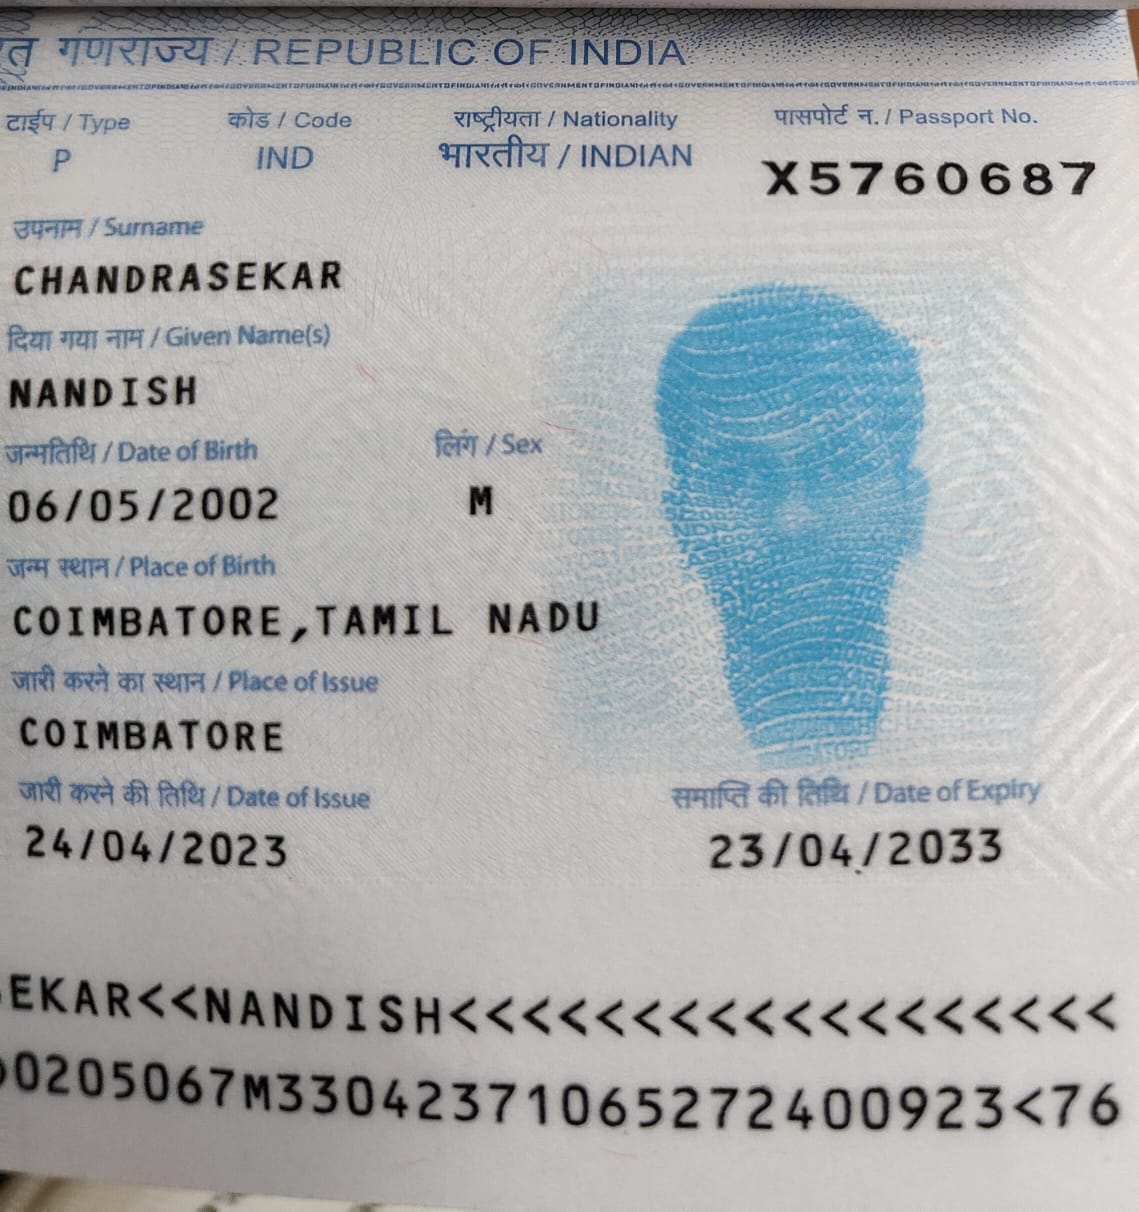 त गणराज्य / REPUBLIC OF INDIA
टाईप / Type कोड / Code राष्ट्रीयता / Nationality पासपोर्ट न. / Passport No.
P IND भारतीय / INDIAN X5760687
उपनाम / Surname
CHANDRASEKAR
दिया गया नाम / Given Name(s)
NANDISH
जन्मतिथि / Date of Birth लिंग / Sex
06/05/2002 M
जन्म स्थान / Place of Birth
COIMBATORE,TAMIL NADU
जारी करने का स्थान / Place of Issue
COIMBATORE
जारी करने की तिथि / Date of Issue समाप्ति की तिथि / Date of Expiry
24/04/2023 23/04/2033
EKAR<<NANDISH<<<<<<<<<<<<<<<<<<
0205067M3304237106527240​0923<76